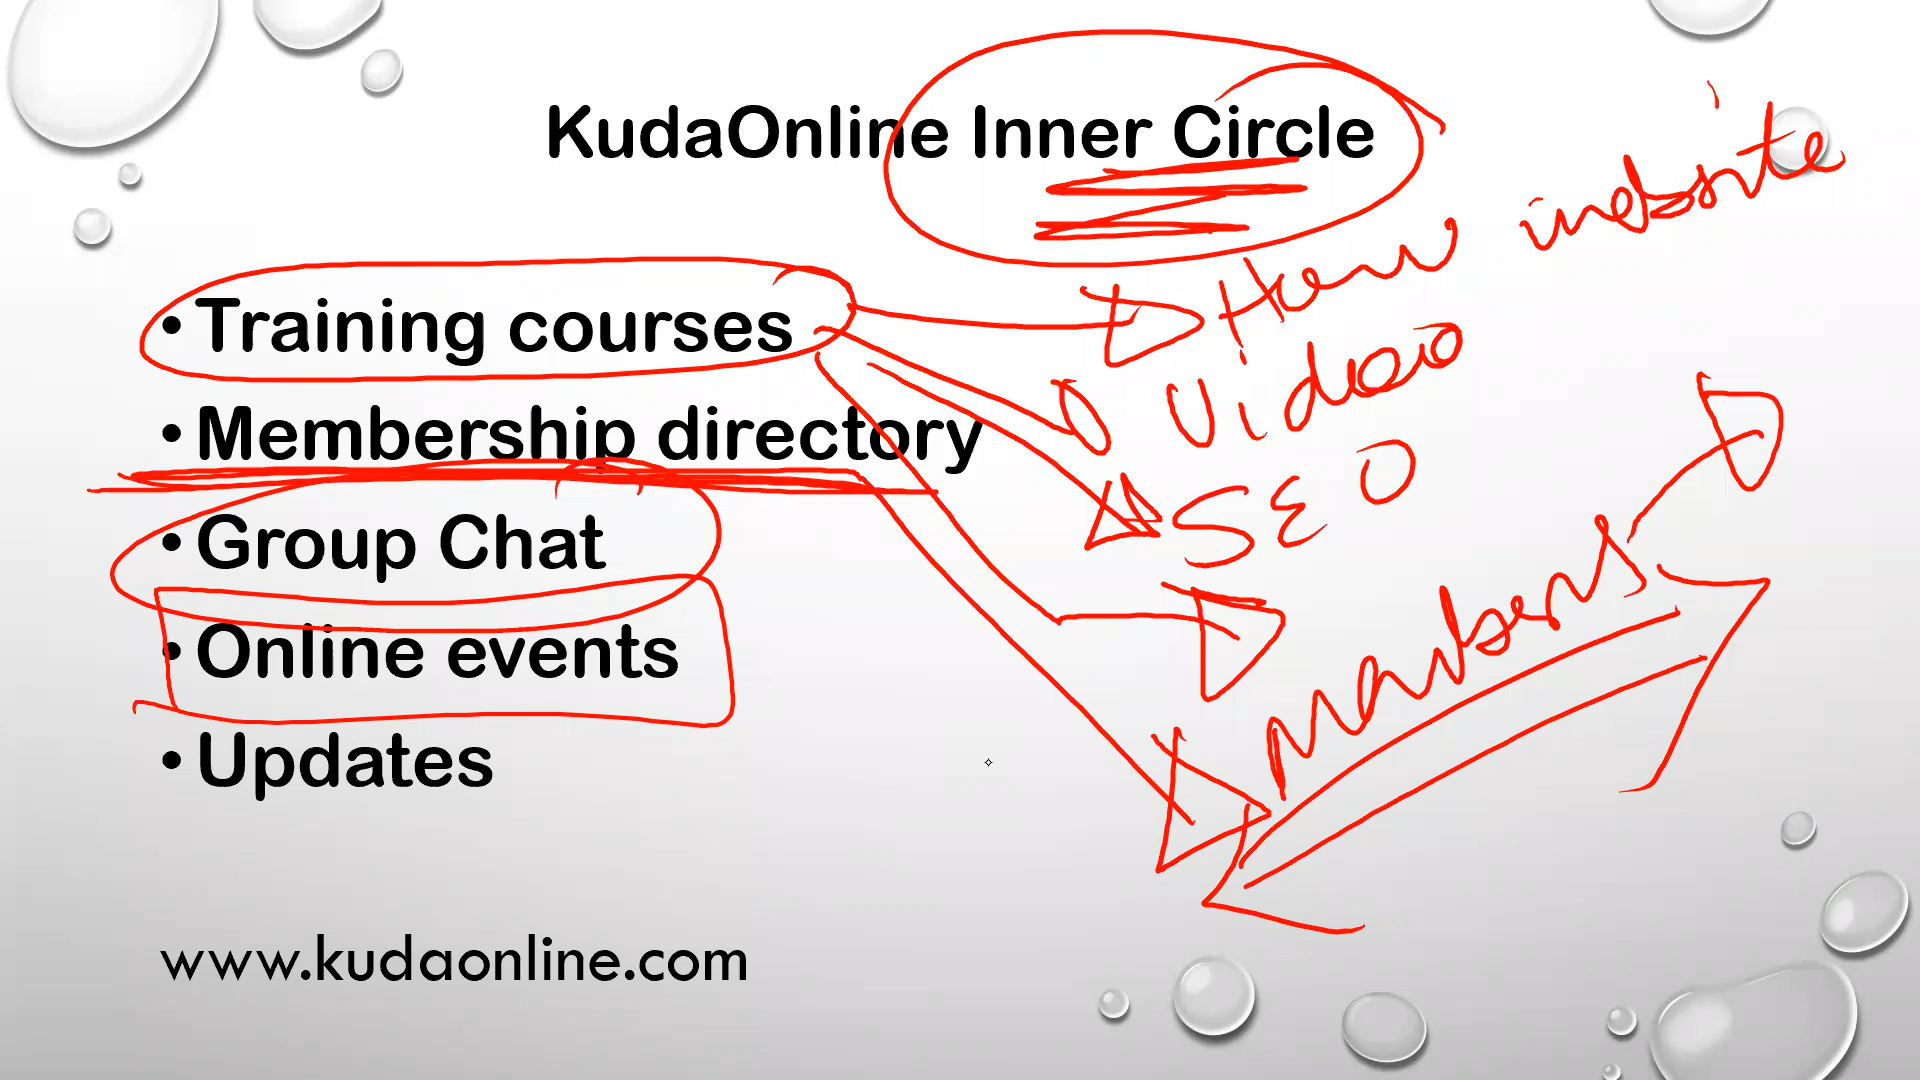 KudaOnline Inner Circle
website
How
• Training courses
Video
• Membership directory
SEO
• Group Chat
members
• Online events
• Updates
www.kudaonline.com